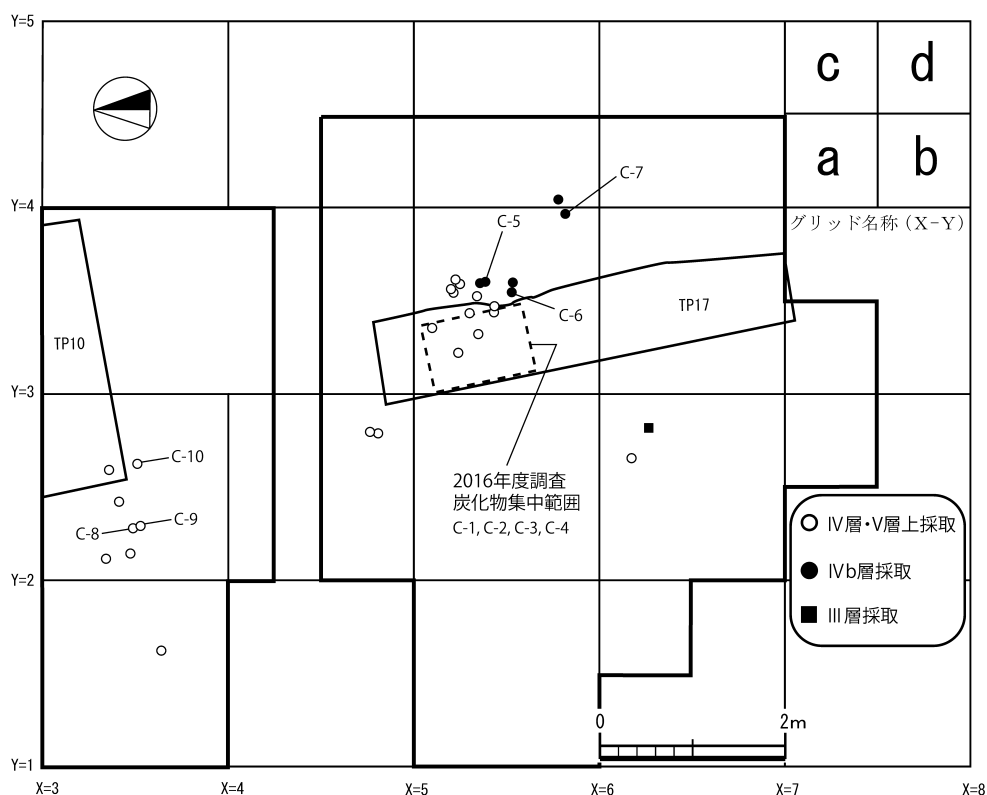 Y=5
c
d
a
b
C-7
Y=4
グリッド名称（X-Y）
C-5
TP17
C-6
TP10
Y=3
C-10
2016年度調査
炭化物集中範囲
C-1, C-2, C-3, C-4
C-9
C-8
Ⅳ層・Ⅴ層上採取
Ⅳb層採取
Ⅲ層採取
Y=2
0
2m
Y=1
X=3
X=4
X=5
X=6
X=7
X=8